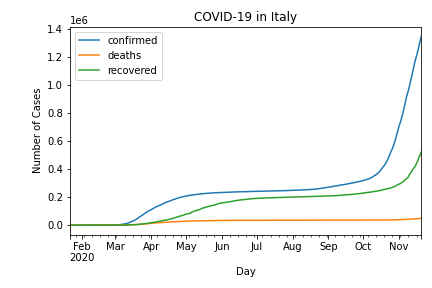 COVID-19 in Italy
1e6
confirmed
deaths
recovered
Number of Cases
1.4
1.2
1.0
0.8
0.6
0.4
0.2
0.0
Feb Mar Apr May Jun Jul Aug Sep Oct Nov
2020
Day